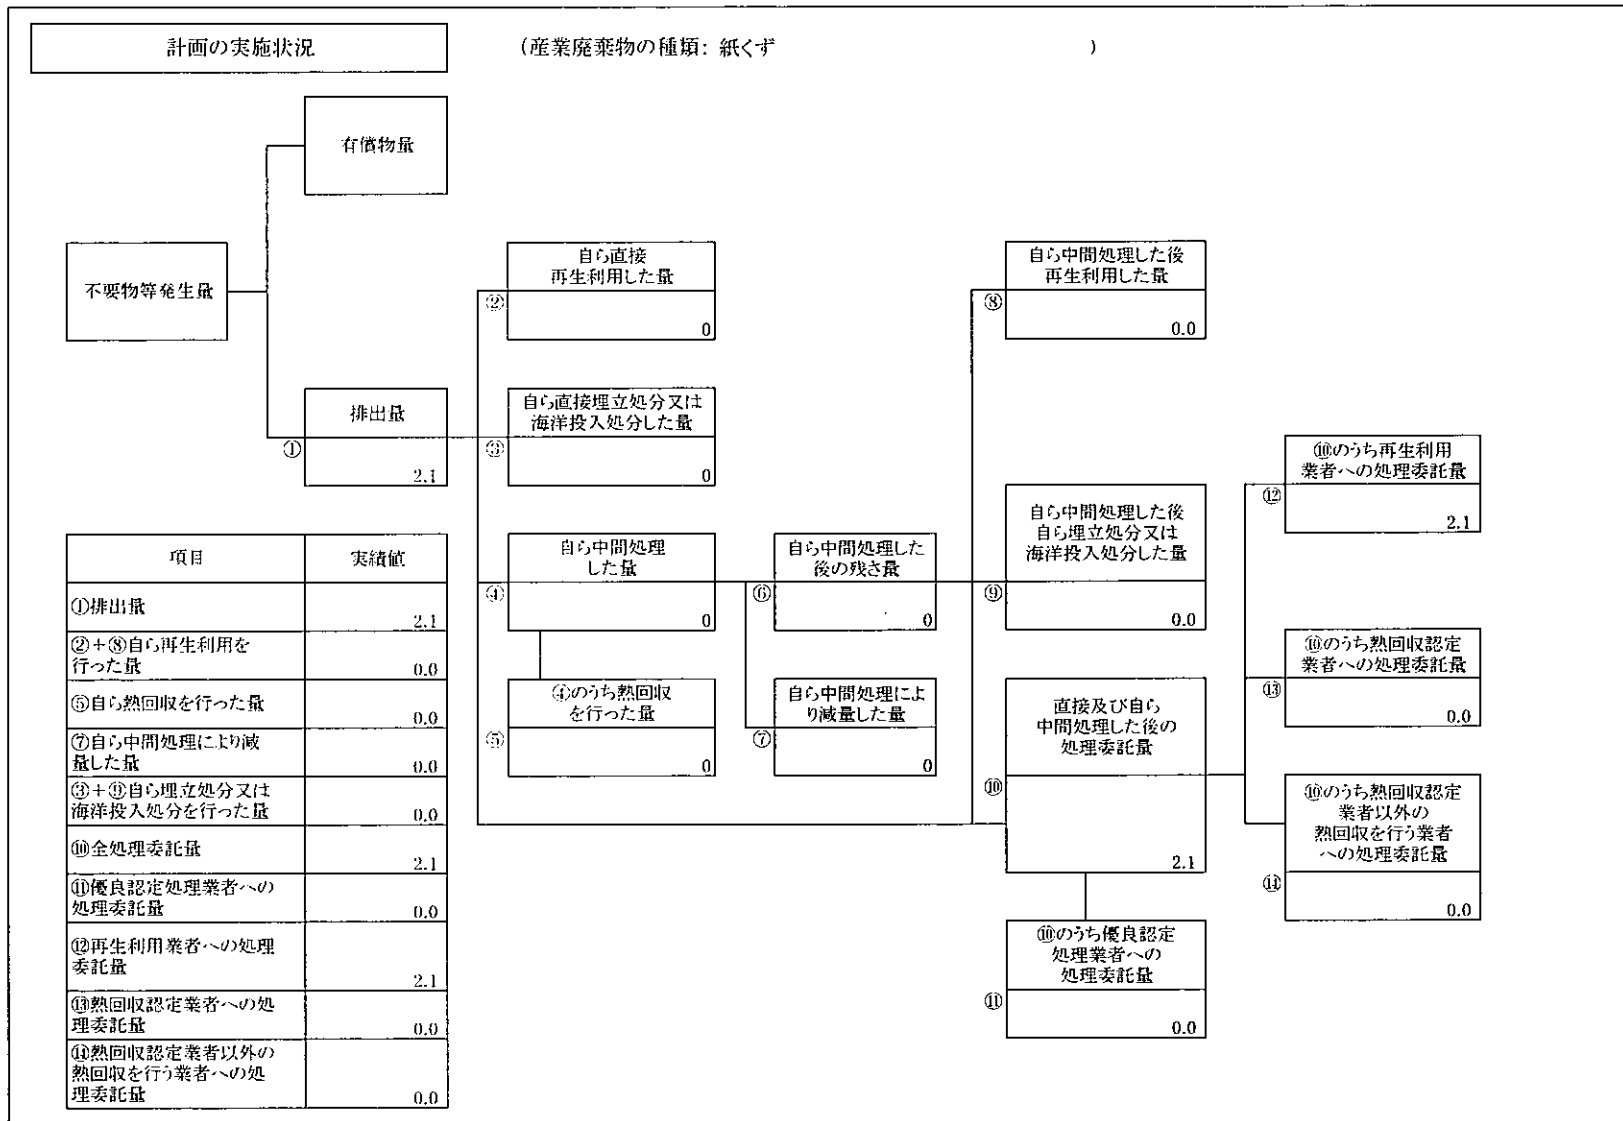 計画の実施状況
(産業廃棄物の種類: 紙くず )
有償物量
不要物等発生量
自ら直接
再生利用した量
②
0
自ら中間処理した後
再生利用した量
⑧
0.0
排出量
①
2.1
自ら直接埋立処分又は
海洋投入処分した量
③
0
⑩のうち再生利用
業者への処理委託量
⑫
2.1
自ら中間処理
した量
④
0
自ら中間処理した
後の残さ量
⑥
0
自ら中間処理した後
自ら埋立処分又は
海洋投入処分した量
⑨
0.0
⑩のうち熱回収認定
業者への処理委託量
⑬
0.0
④のうち熱回収
を行った量
⑤
0
自ら中間処理によ
り減量した量
⑦
0
直接及び自ら
中間処理した後の
処理委託量
⑩
2.1
⑩のうち熱回収認定
業者以外の
熱回収を行う業者
への処理委託量
⑭
0.0
⑩のうち優良認定
処理業者への
処理委託量
⑪
0.0
項目 実績値
①排出量 2.1
②+⑧自ら再生利用を
行った量 0.0
⑤自ら熱回収を行った量 0.0
⑦自ら中間処理により減
量した量 0.0
③+⑨自ら埋立処分又は
海洋投入処分を行った量 0.0
⑩全処理委託量 2.1
⑪優良認定処理業者への
処理委託量 0.0
⑫再生利用業者への処理
委託量 2.1
⑬熱回収認定業者への処
理委託量 0.0
⑭熱回収認定業者以外の
熱回収を行う業者への処
理委託量 0.0